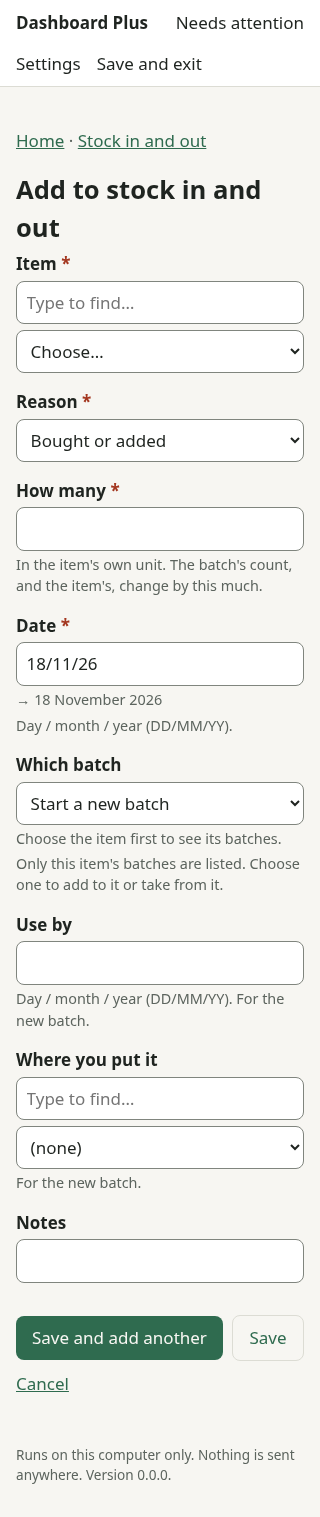 Dashboard Plus Needs attention
Settings Save and exit
Home · Stock in and out
Add to stock in and
out
Item *
Type to find...
Choose...
Reason *
Bought or added
How many *
In the item's own unit. The batch's count,
and the item's, change by this much.
Date *
18/11/26
→ 18 November 2026
Day / month / year (DD/MM/YY).
Which batch
Start a new batch
Choose the item first to see its batches.
Only this item's batches are listed. Choose
one to add to it or take from it.
Use by
Day / month / year (DD/MM/YY). For the
new batch.
Where you put it
Type to find...
(none)
For the new batch.
Notes
Save and add another Save
Cancel
Runs on this computer only. Nothing is sent
anywhere. Version 0.0.0.